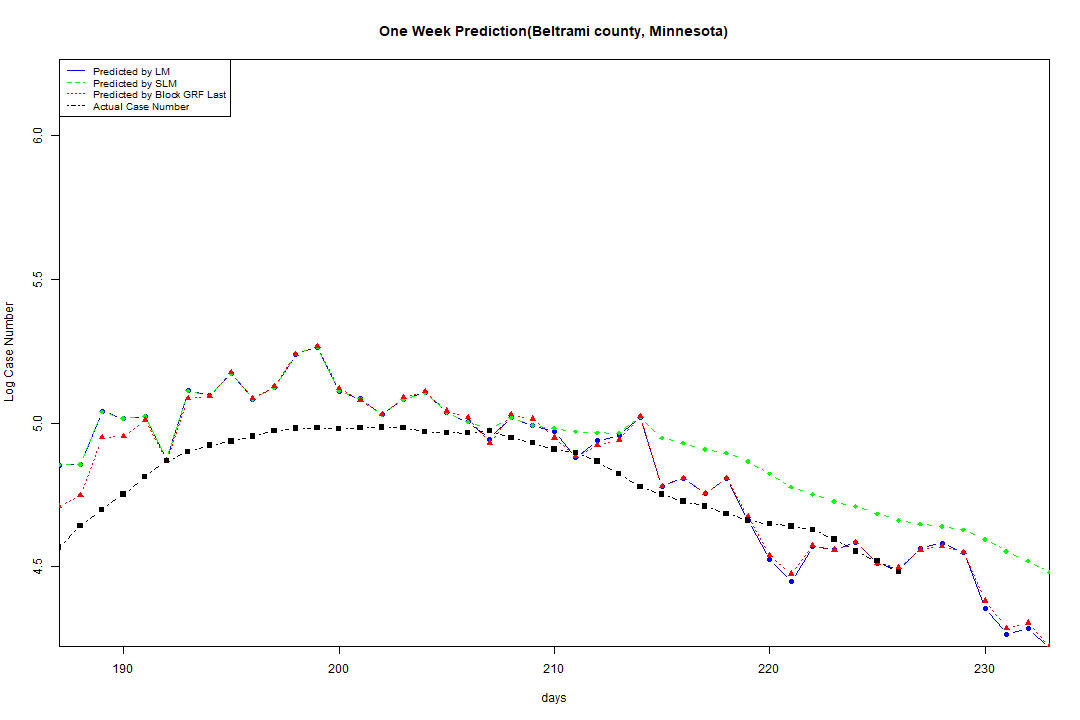 One Week Prediction(Beltrami county, Minnesota)
Predicted by LM
Predicted by SLM
Predicted by Block GRF Last
Actual Case Number
Log Case Number
6.0
5.5
5.0
4.5
190 200 210 220 230
days